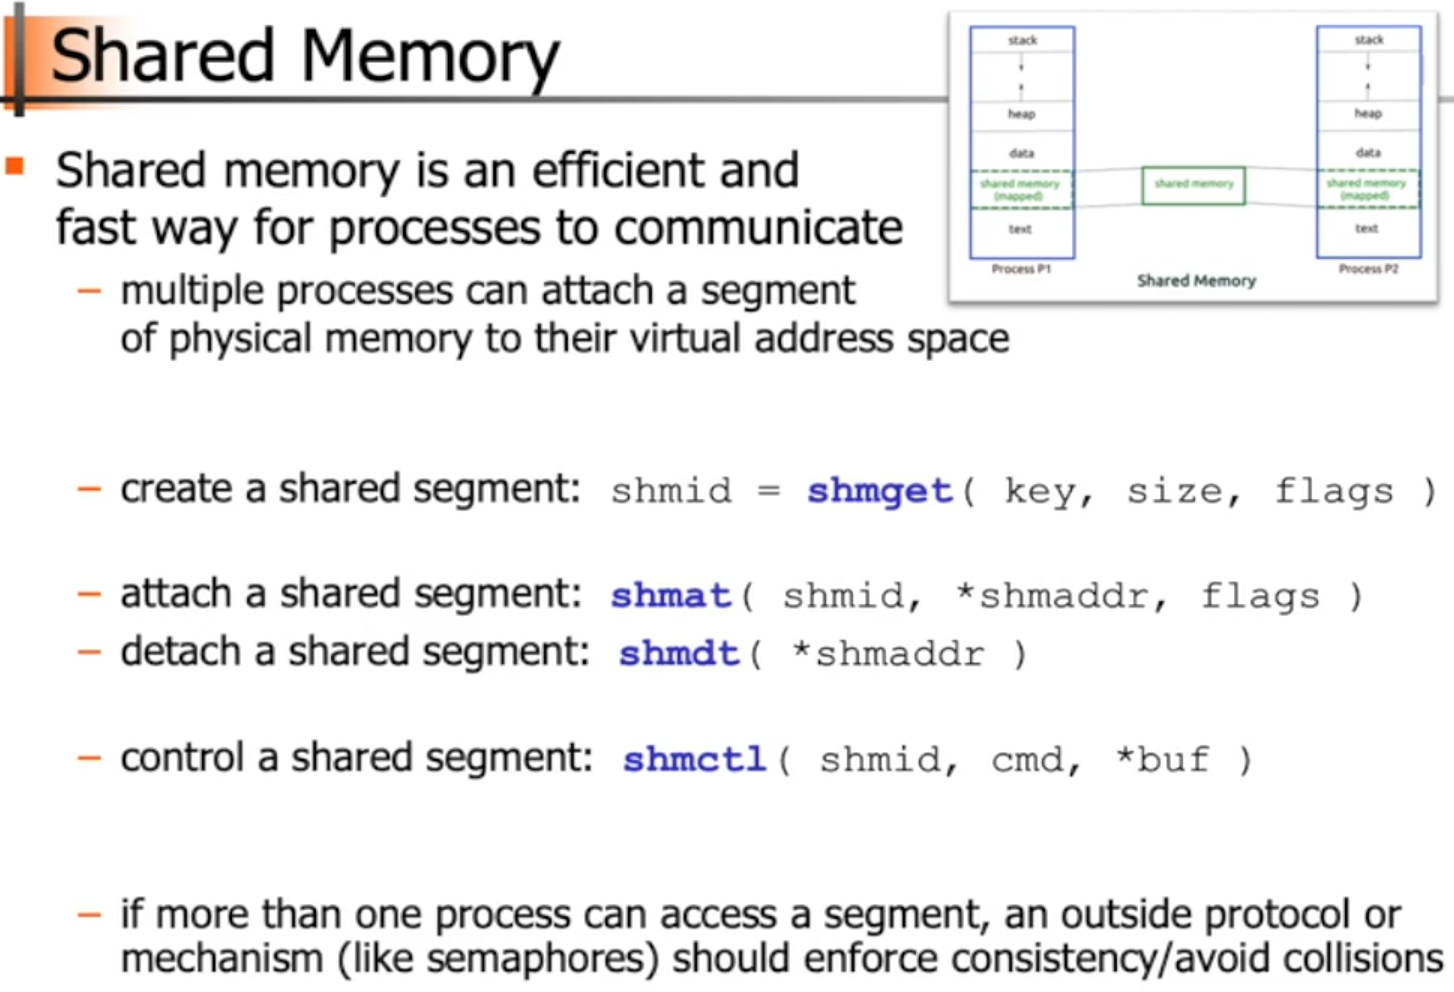 Shared Memory
Shared memory is an efficient and
fast way for processes to communicate
– multiple processes can attach a segment
of physical memory to their virtual address space
– create a shared segment: shmid = shmget( key, size, flags )
– attach a shared segment: shmat( shmid, *shmaddr, flags )
– detach a shared segment: shmdt( *shmaddr )
– control a shared segment: shmctl( shmid, cmd, *buf )
– if more than one process can access a segment, an outside protocol or
mechanism (like semaphores) should enforce consistency/avoid collisions
stack
heap
data
shared memory
(mapped)
text
Process P1
shared memory
Shared Memory
stack
heap
data
shared memory
(mapped)
text
Process P2